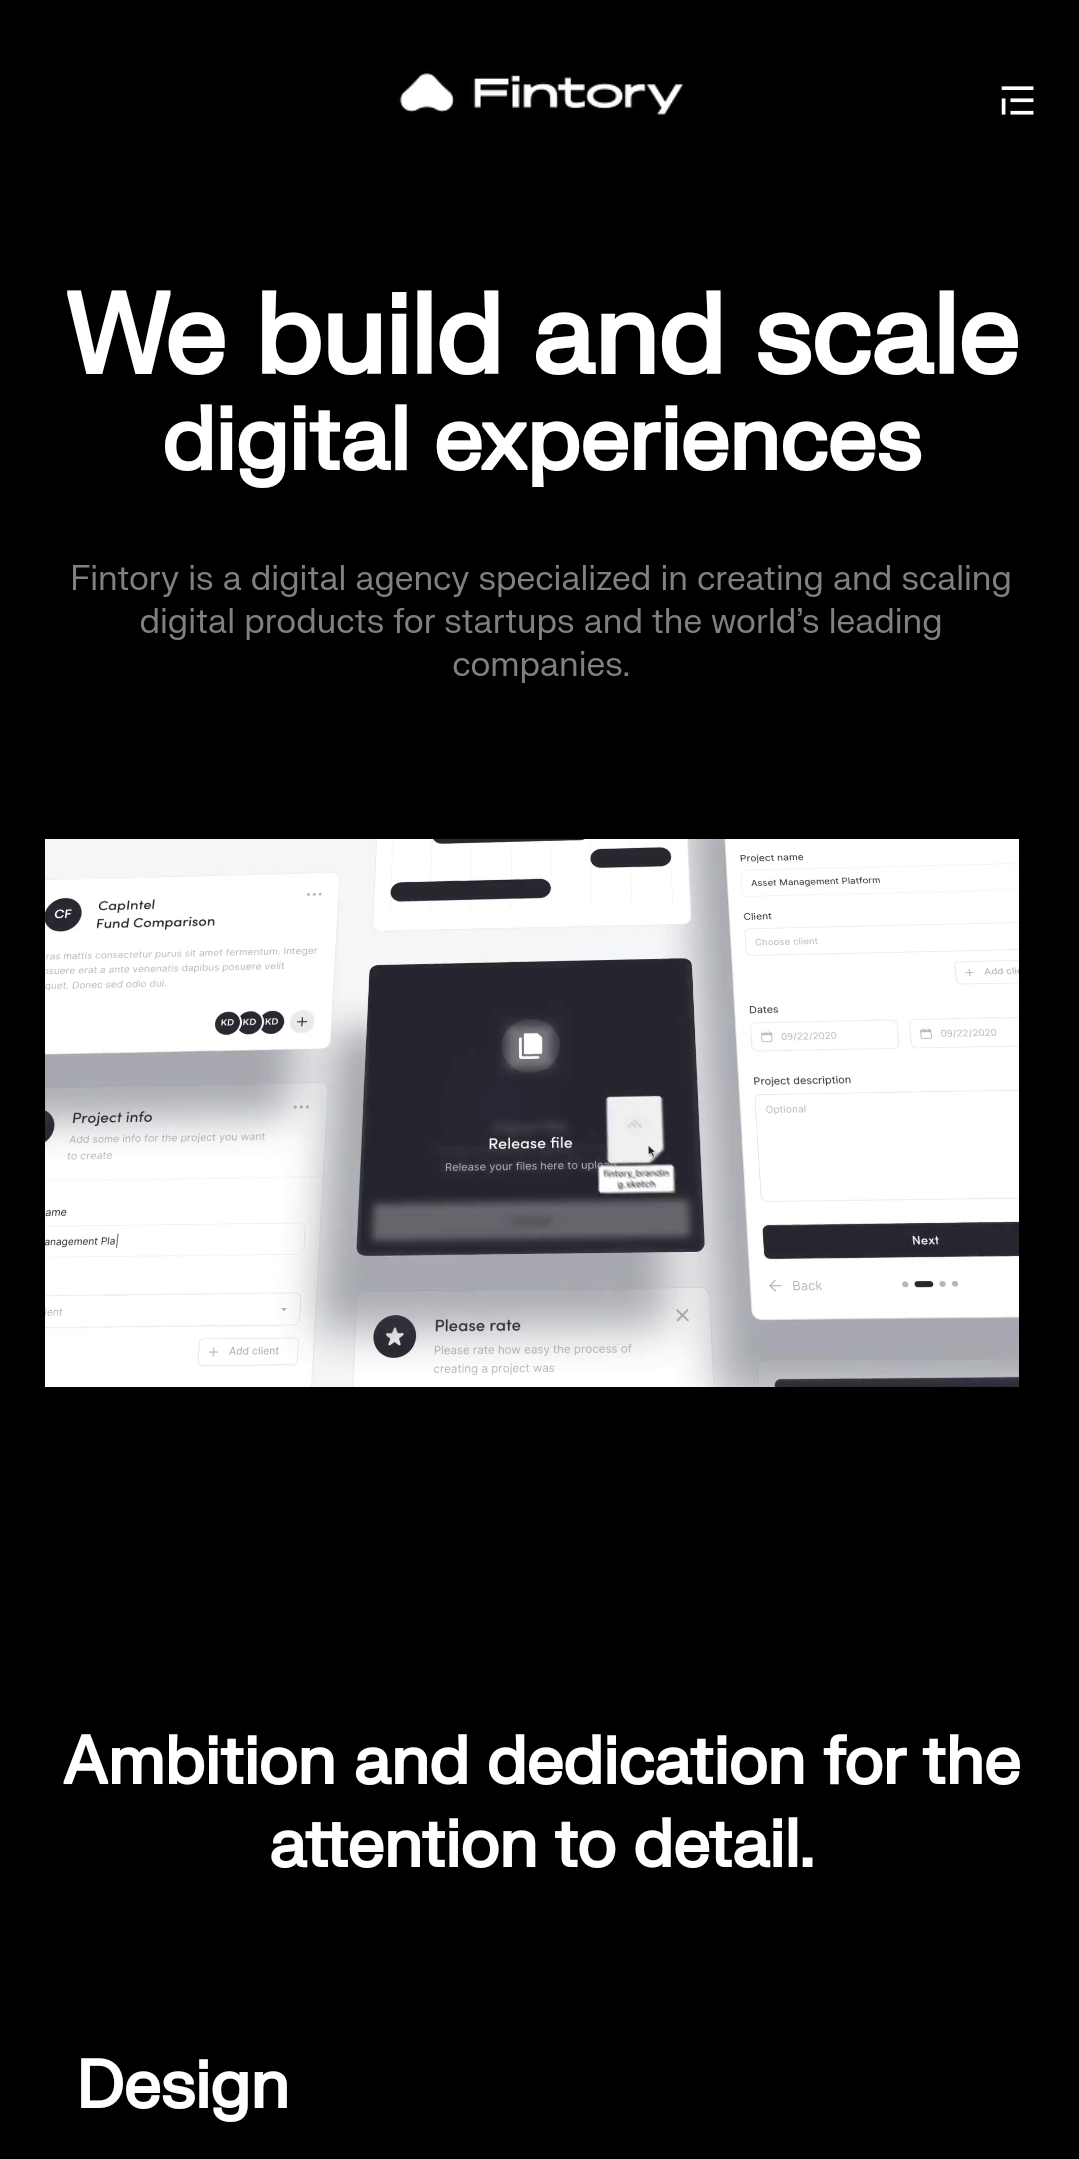 Fintory
We build and scale
digital experiences
Fintory is a digital agency specialized in creating and scaling
digital products for startups and the world’s leading
companies.
CF
CapIntel
Fund Comparison
ras mattis consectetur purus sit amet fermentum. Integer
osuere erat a ante venenatis dapibus posuere velit
quet. Donec sed odio dui.
KD KD KD
Project info
Add some info for the project you want
to create
ame
anagement Pla
ent
Add client
Release file
Release your files here to upload
fintory_brandin
g.sketch
Please rate
Please rate how easy the process of
creating a project was
Project name
Asset Management Platform
Client
Choose client
Add clie
Dates
09/22/2020 09/22/2020
Project description
Optional
Next
Back
Ambition and dedication for the
attention to detail.
Design